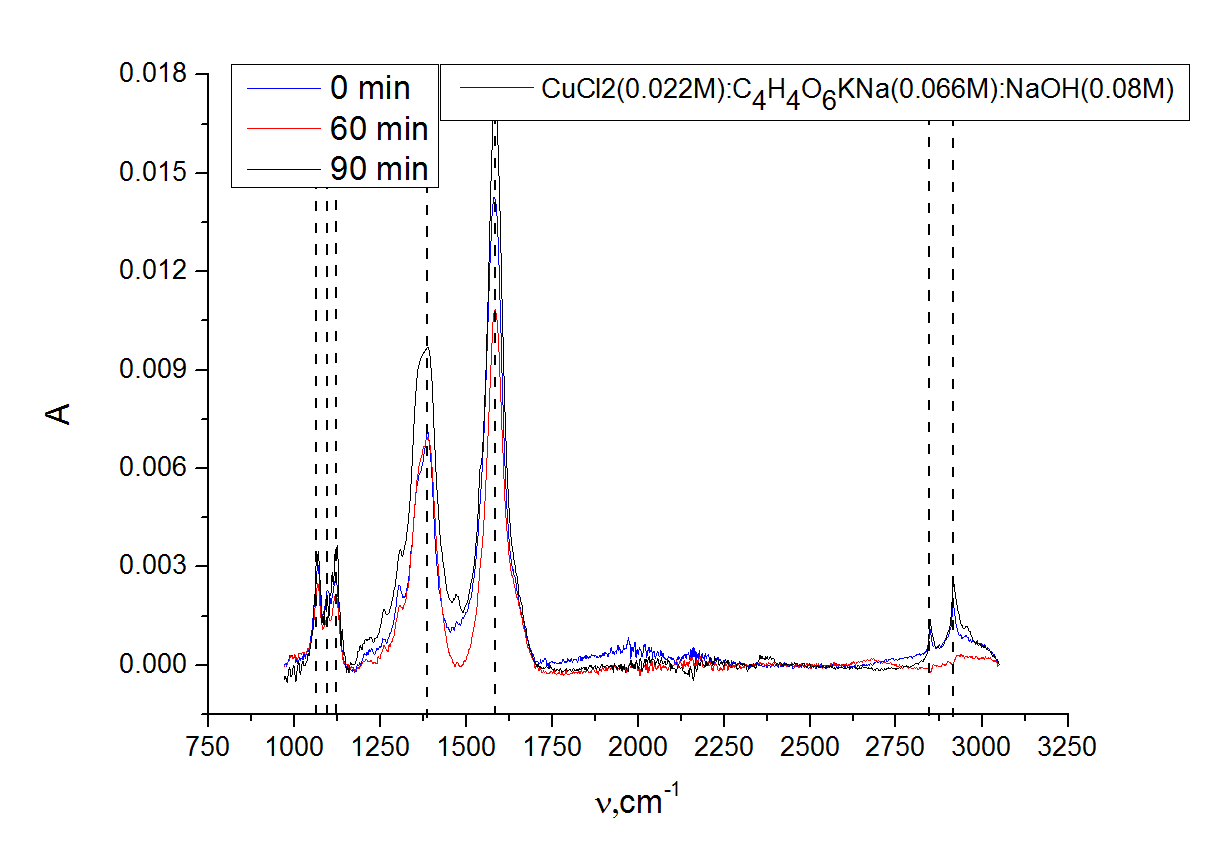 0 min
60 min
90 min
CuCl2(0.022M):C4H4O6KNa(0.066M):NaOH(0.08M)
0.018
0.015
0.012
0.009
0.006
0.003
0.000
A
750 1000 1250 1500 1750 2000 2250 2500 2750 3000 3250
ν,cm-1